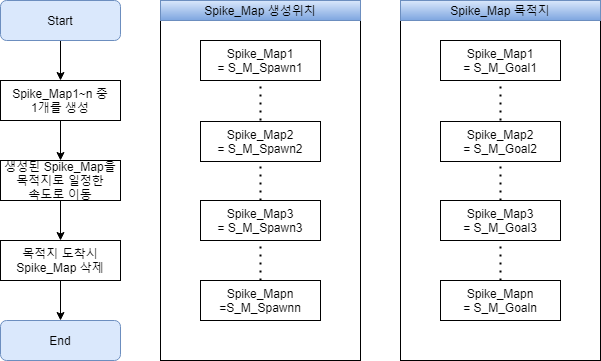 Start
Spike_Map1~n 중
1개를 생성
생성된 Spike_Map을
목적지로 일정한
속도로 이동
목적지 도착시
Spike_Map 삭제
End
Spike_Map 생성위치
Spike_Map1
= S_M_Spawn1
Spike_Map2
= S_M_Spawn2
Spike_Map3
= S_M_Spawn3
Spike_Mapn
=S_M_Spawnn
Spike_Map 목적지
Spike_Map1
= S_M_Goal1
Spike_Map2
= S_M_Goal2
Spike_Map3
= S_M_Goal3
Spike_Mapn
= S_M_Goaln